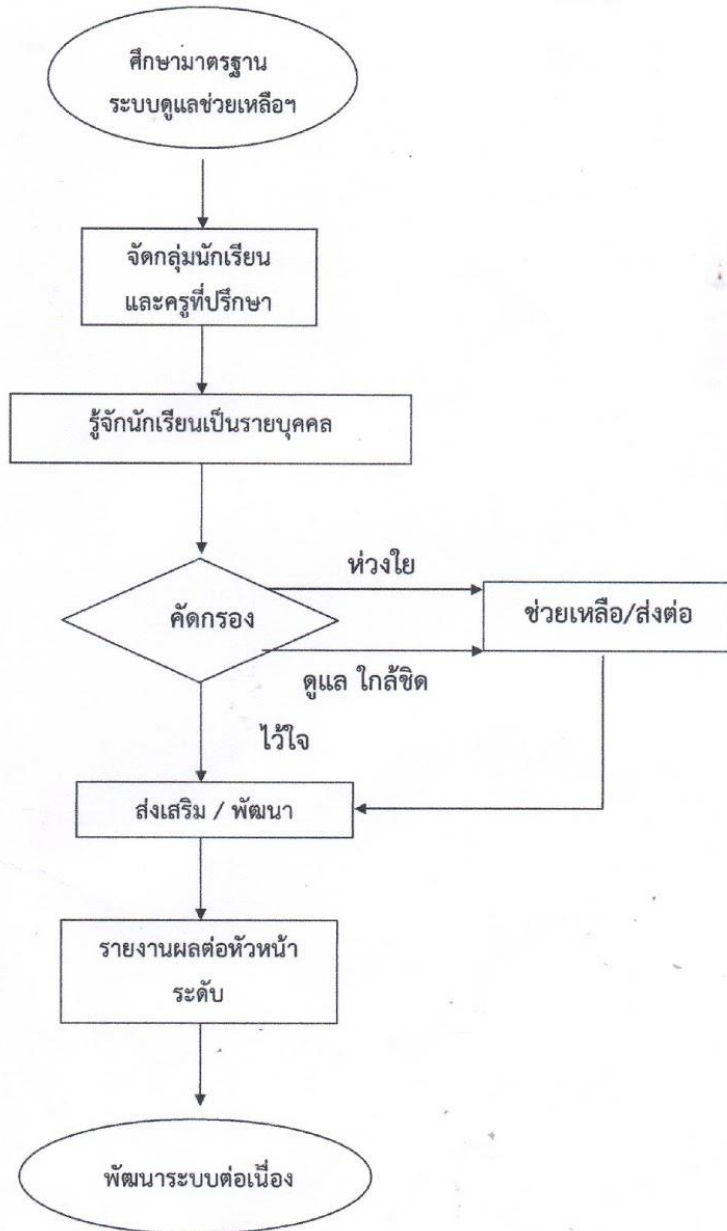 ศึกษามาตรฐาน
ระบบดูแลช่วยเหลือฯ
จัดกลุ่มนักเรียน
และครูที่ปรึกษา
รู้จักนักเรียนเป็นรายบุคคล
ห่วงใย
คัดกรอง
ช่วยเหลือ/ส่งต่อ
ดูแล ใกล้ชิด
ไว้ใจ
ส่งเสริม / พัฒนา
รายงานผลต่อหัวหน้า
ระดับ
พัฒนาระบบต่อเนื่อง